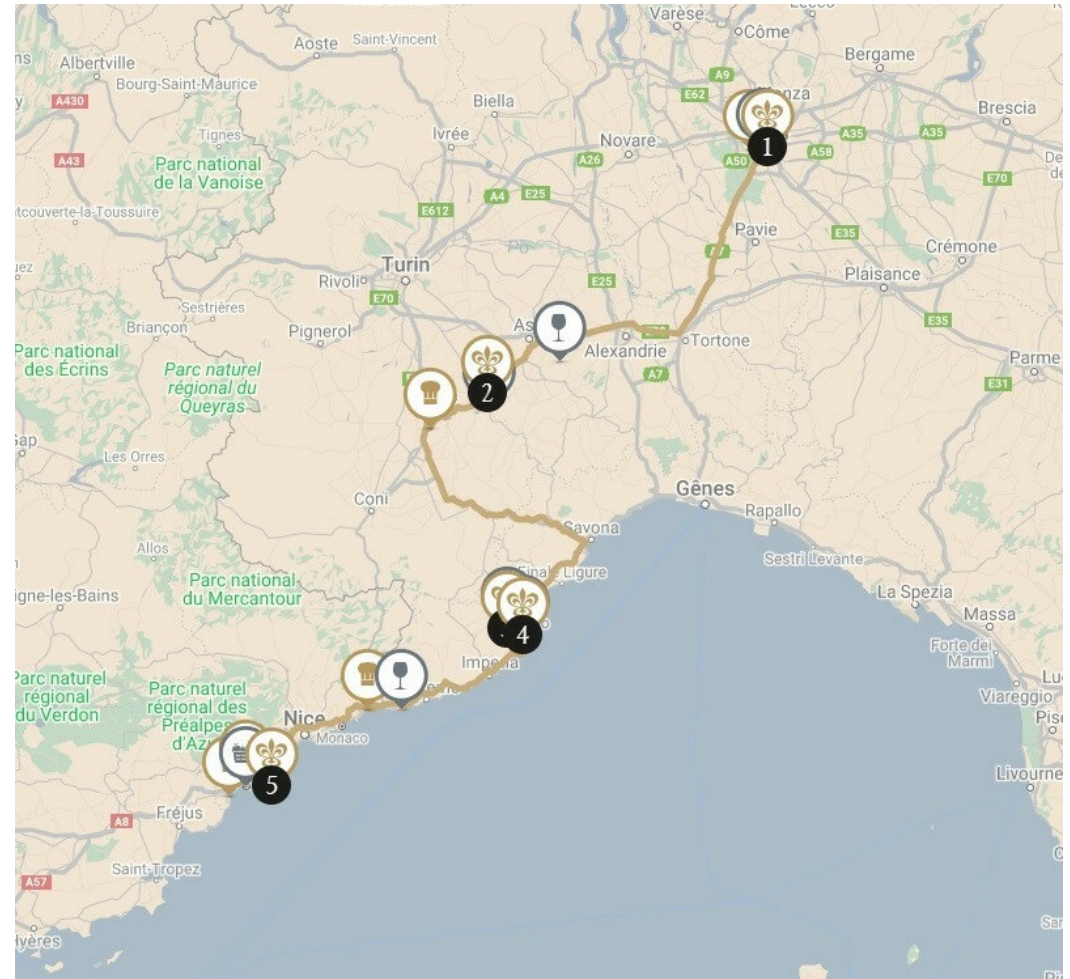 Varèse
Côme
Aoste
Saint-Vincent
Albertville
Bergame
A9
Bourg-Saint-Maurice
E62
A430
Biella
Brescia
Tignes
Ivrée
Novare
A35
A35
A26
A58
A43
Parc national
de la Vanoise
A50
1
E70
A4
E25
E612
Pavie
E35
Po
Crémone
Turin
Rivoli
E25
Plaisance
E70
Sestrières
E35
Briançon
Pignerol
Alexandrie
Tortone
Parc national
des Écrins
Parme
Parc naturel
régional du
Queyras
A7
E31
2
Les Orres
Coni
Gênes
Rapallo
Savona
Allos
Sestri Levante
Finale Ligure
Parc national
du Mercantour
La Spezia
Massa
4
Forte dei
Marmi
Imperia
Parc naturel
régional
du Verdon
Parc naturel
régional des
Préalpes
Viareggio
Nice
Monaco
5
Livourne
Fréjus
A8
Saint-Tropez
A57